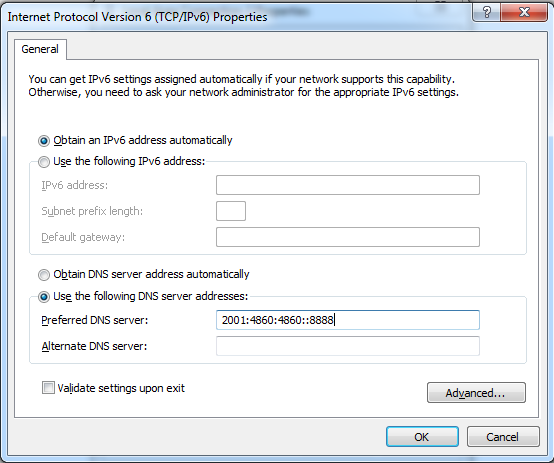 Internet Protocol Version 6 (TCP/IPv6) Properties
General
You can get IPv6 settings assigned automatically if your network supports this capability.
Otherwise, you need to ask your network administrator for the appropriate IPv6 settings.
Obtain an IPv6 address automatically
Use the following IPv6 address:
IPv6 address:
Subnet prefix length:
Default gateway:
Obtain DNS server address automatically
Use the following DNS server addresses:
Preferred DNS server: 2001:4860:4860::8888
Alternate DNS server:
Validate settings upon exit
Advanced...
OK Cancel